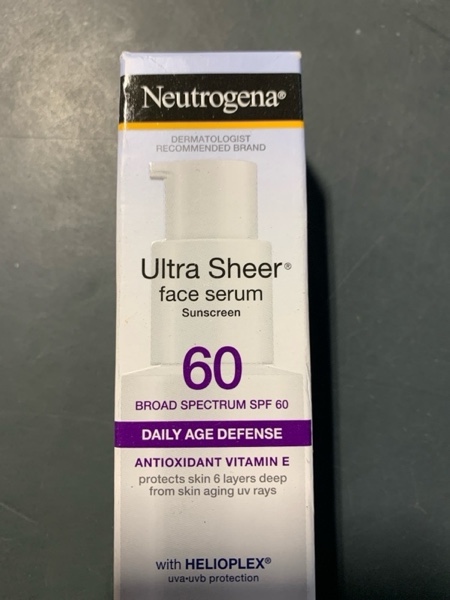 Neutrogena®
DERMATOLOGIST
RECOMMENDED BRAND
Ultra Sheer®
face serum
Sunscreen
60
BROAD SPECTRUM SPF 60
DAILY AGE DEFENSE
ANTIOXIDANT VITAMIN E
protects skin 6 layers deep
from skin aging uv rays
with HELIOPLEX®
uva-uvb protection